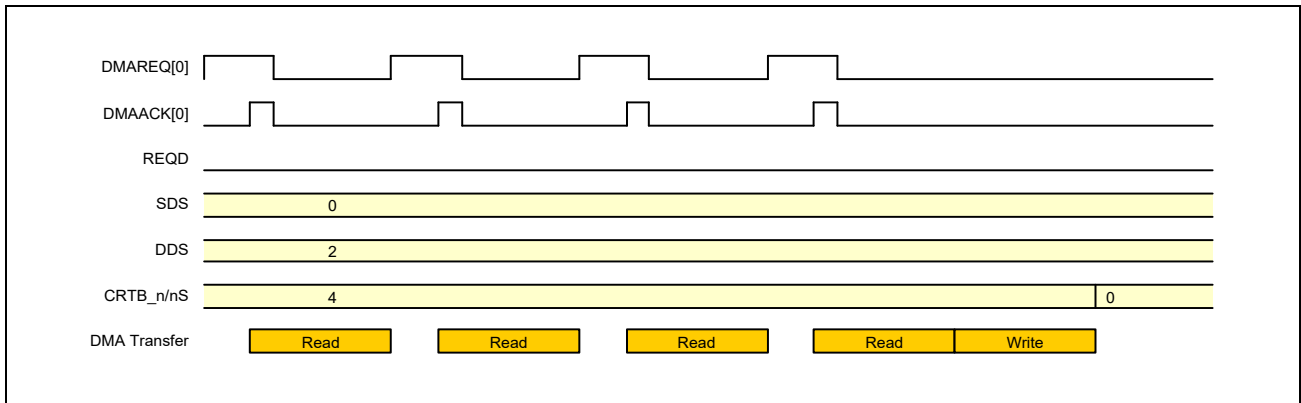 DMAREQ[0]
DMAACK[0]
REQD
SDS 0
DDS 2
CRTB_n/nS 4 0
DMA Transfer Read Read Read Read Write